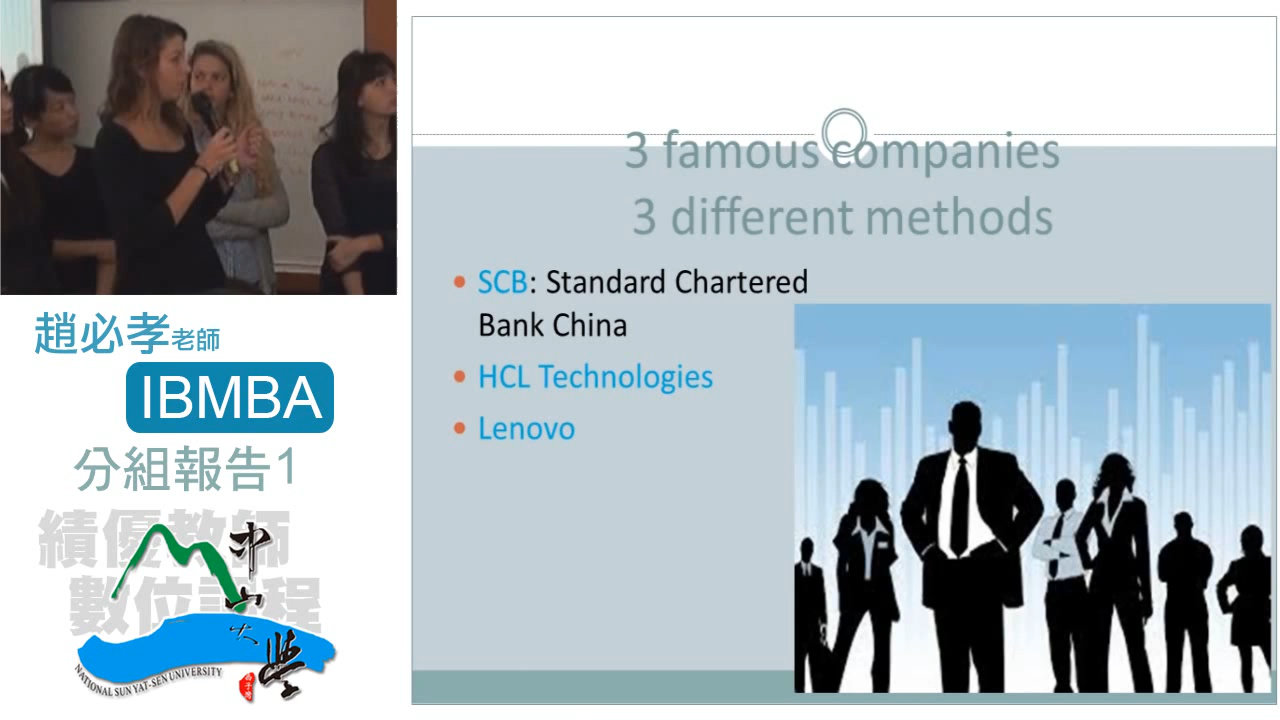 趙必孝老師
IBMBA
分組報告1
績優教師
數位課程
中山大學
NATIONAL SUN YAT-SEN UNIVERSITY
3 famous companies
3 different methods
• SCB: Standard Chartered
Bank China
• HCL Technologies
• Lenovo